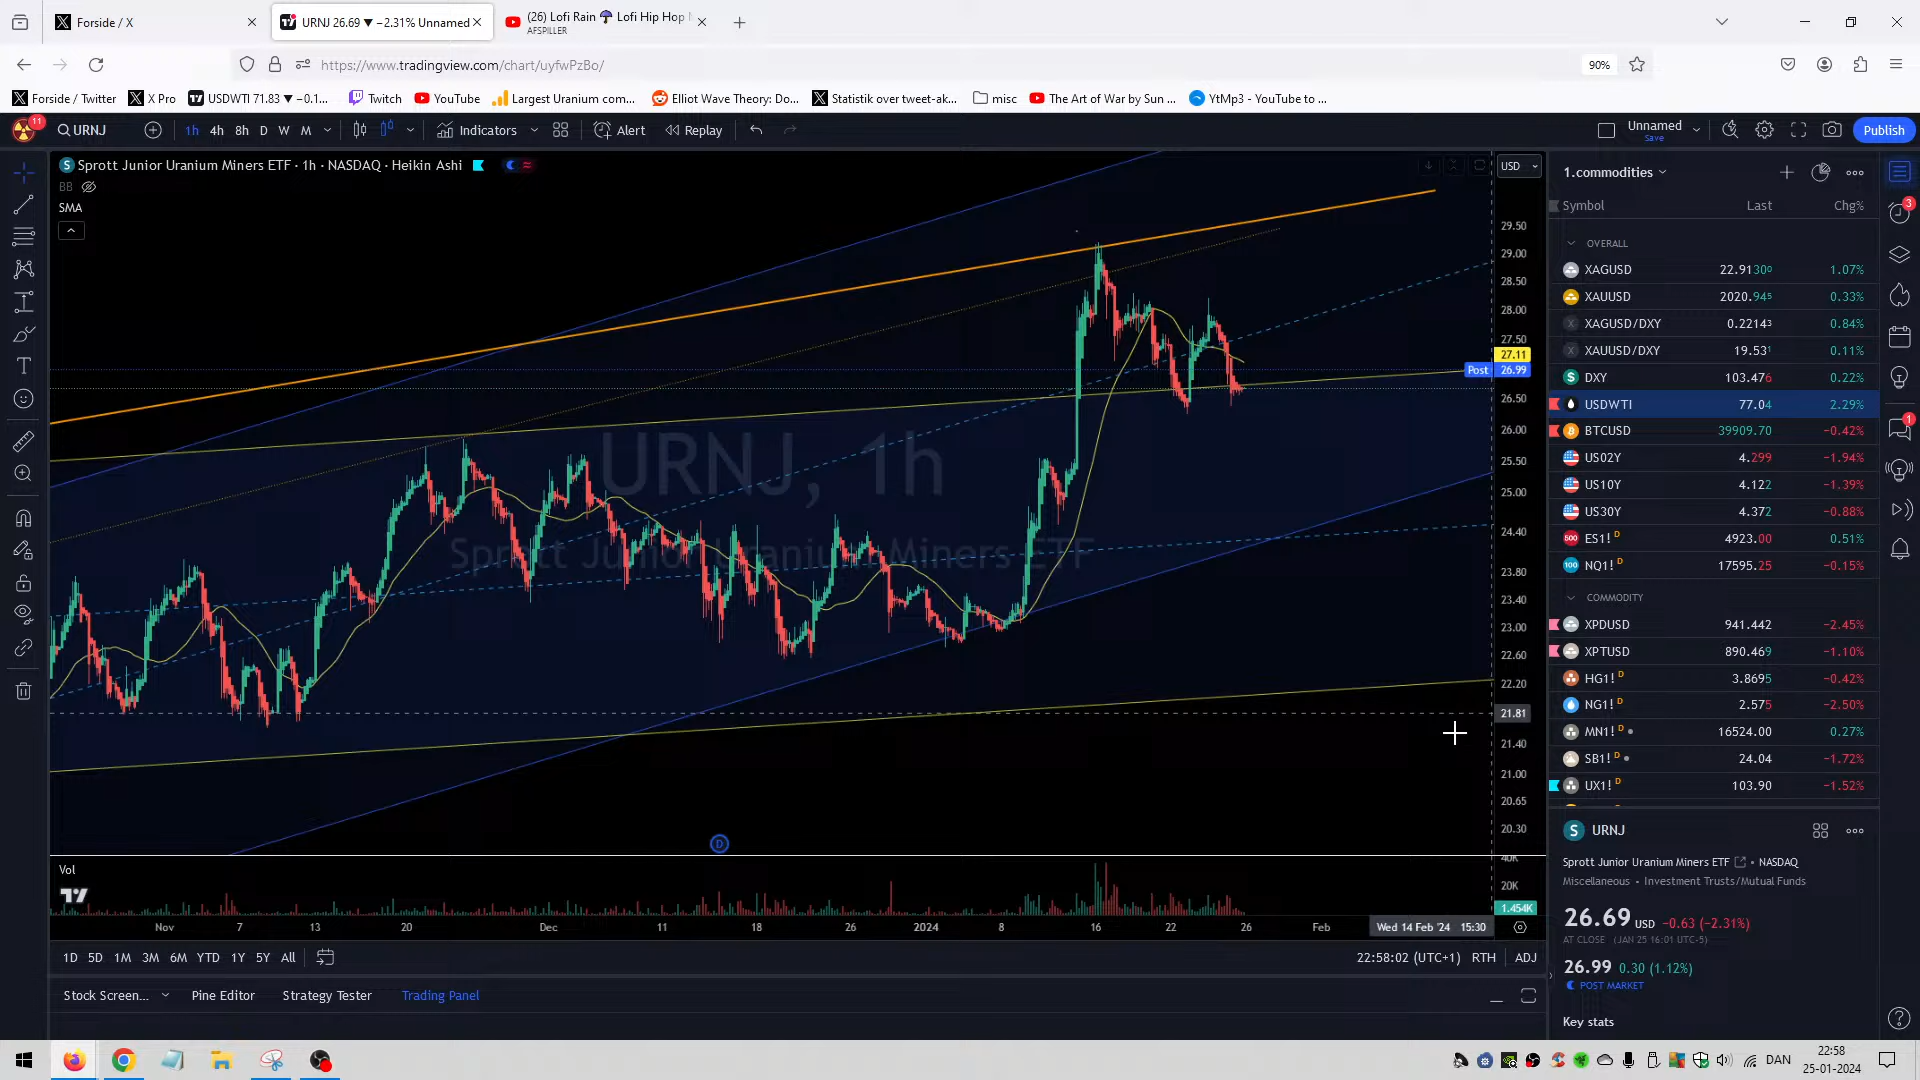 Forside / X
URNJ 26.69 ▼ −2.31% Unnamed
(26) Lofi Rain ☔ Lofi Hip Hop
AFSPILLER
https://www.tradingview.com/chart/uyfwPzBo/
90%
Forside / Twitter
X Pro
USDWTI 71.83 ▼ −0.1...
Twitch
YouTube
Largest Uranium com...
Elliot Wave Theory: Do...
Statistik over tweet-ak...
misc
The Art of War by Sun ...
YtMp3 - YouTube to ...
11
URNJ
1h 4h 8h D W M
Indicators
Alert
Replay
Unnamed
Save
Publish
Sprott Junior Uranium Miners ETF · 1h · NASDAQ · Heikin Ashi
BB
SMA
USD
URNJ, 1h
Sprott Junior Uranium Miners ETF
29.50
29.00
28.50
28.00
27.50
27.11
Post 26.99
26.50
26.00
25.50
25.00
24.40
23.80
23.40
23.00
22.60
22.20
21.81
21.40
21.00
20.65
20.30
D
Vol
40K
20K
1.454K
Nov 7 13 20 Dec 11 18 26 2024 8 16 22 26 Feb
Wed 14 Feb '24 15:30
1D 5D 1M 3M 6M YTD 1Y 5Y All
22:58:02 (UTC+1) RTH ADJ
Stock Screen...
Pine Editor
Strategy Tester
Trading Panel
1.commodities
Symbol Last Chg%
OVERALL
XAGUSD 22.9130⁰ 1.07%
XAUUSD 2020.94⁵ 0.33%
XAGUSD/DXY 0.2214³ 0.84%
XAUUSD/DXY 19.53¹ 0.11%
DXY 103.476 0.22%
USDWTI 77.04 2.29%
BTCUSD 39909.70 −0.42%
US02Y 4.299 −1.94%
US10Y 4.122 −1.39%
US30Y 4.372 −0.88%
ES1! D 4923.00 0.51%
NQ1! D 17595.25 −0.15%
COMMODITY
XPDUSD 941.442 −2.45%
XPTUSD 890.469 −1.10%
HG1! D 3.8695 −0.42%
NG1! D 2.575 −2.50%
MN1! D 16524.00 0.27%
SB1! D 24.04 −1.72%
UX1! D 103.90 −1.52%
URNJ
Sprott Junior Uranium Miners ETF • NASDAQ
Miscellaneous • Investment Trusts/Mutual Funds
26.69 USD −0.63 (−2.31%)
AT CLOSE (JAN 25 16:01 UTC-5)
26.99 0.30 (1.12%)
POST MARKET
Key stats
3
1
DAN
22:58
25-01-2024